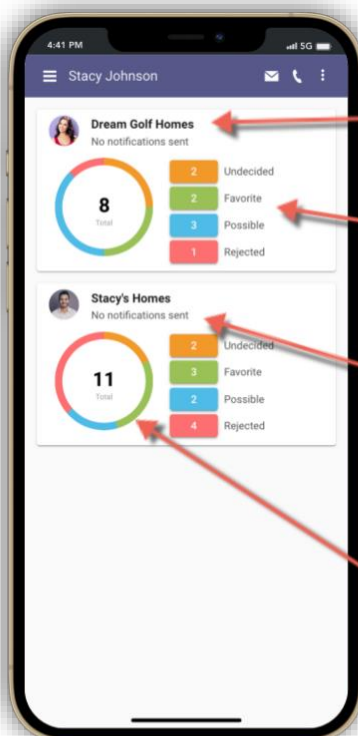 4:41 PM
5G
Stacy Johnson
Dream Golf Homes
No notifications sent
8
Total
2 Undecided
2 Favorite
3 Possible
1 Rejected
Stacy's Homes
No notifications sent
11
Total
2 Undecided
3 Favorite
2 Possible
4 Rejected